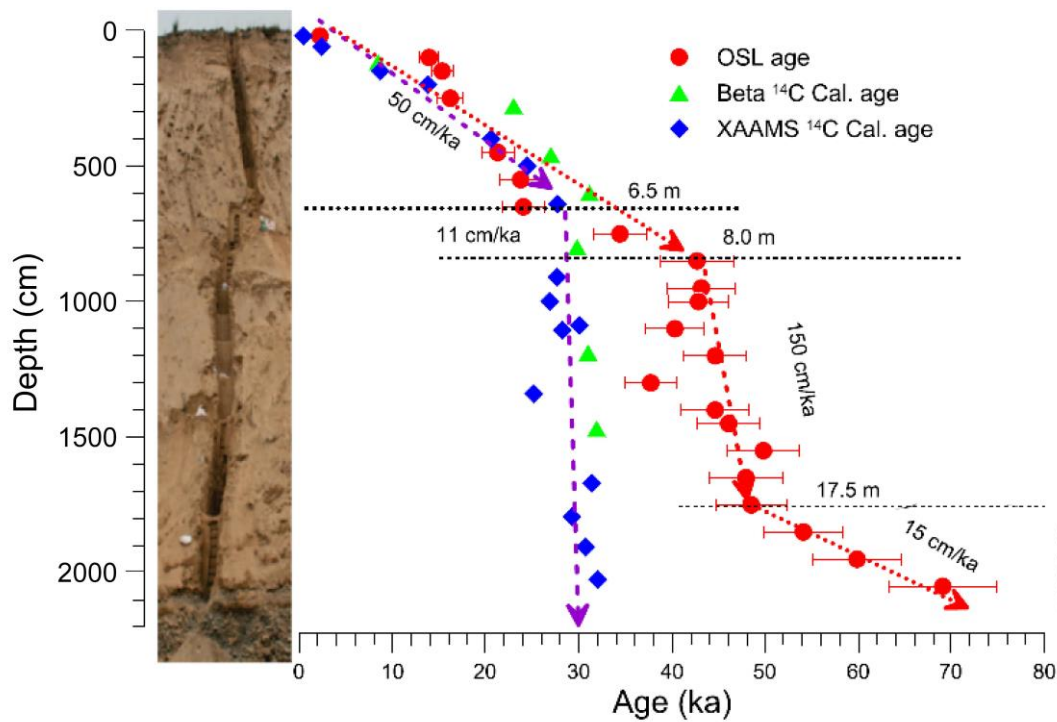 0
500
1000
1500
2000
Depth (cm)
OSL age
Beta ¹⁴C Cal. age
XAAMS ¹⁴C Cal. age
50 cm/ka
6.5 m
11 cm/ka
8.0 m
150 cm/ka
17.5 m
15 cm/ka
0 10 20 30 40 50 60 70 80
Age (ka)